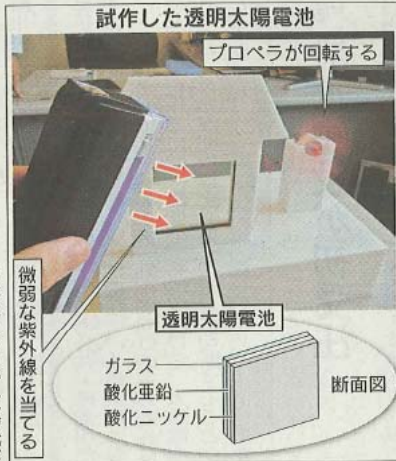 試作した透明太陽電池
プロペラが回転する
微弱な紫外線を当てる
透明太陽電池
ガラス
酸化亜鉛
酸化ニッケル
断面図